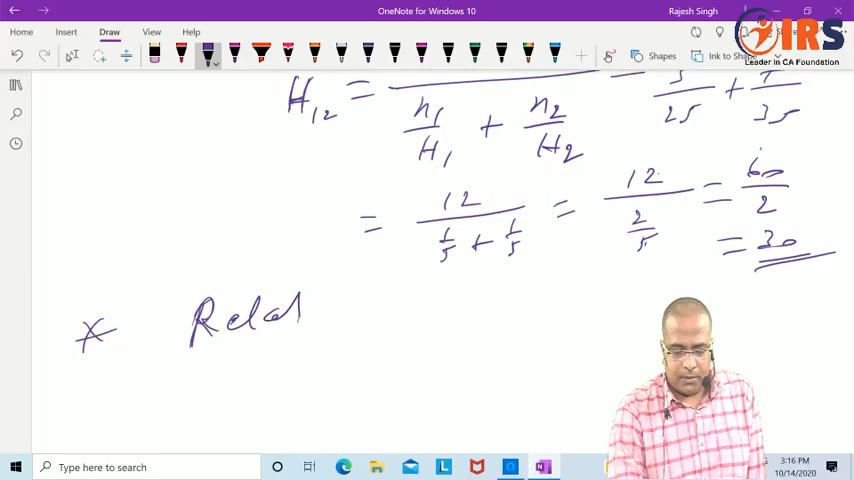 OneNote for Windows 10
Rajesh Singh
Home Insert Draw View Help
Shapes
Ink to Shape
IRS
Leader In CA Foundation
H12 = n1/H1 + n2/H2 = 5/25 + 7/35
= 12/(1/5 + 1/5) = 12/(2/5) = 60/2
= 30
* Relat
Type here to search
3:16 PM
10/14/2020